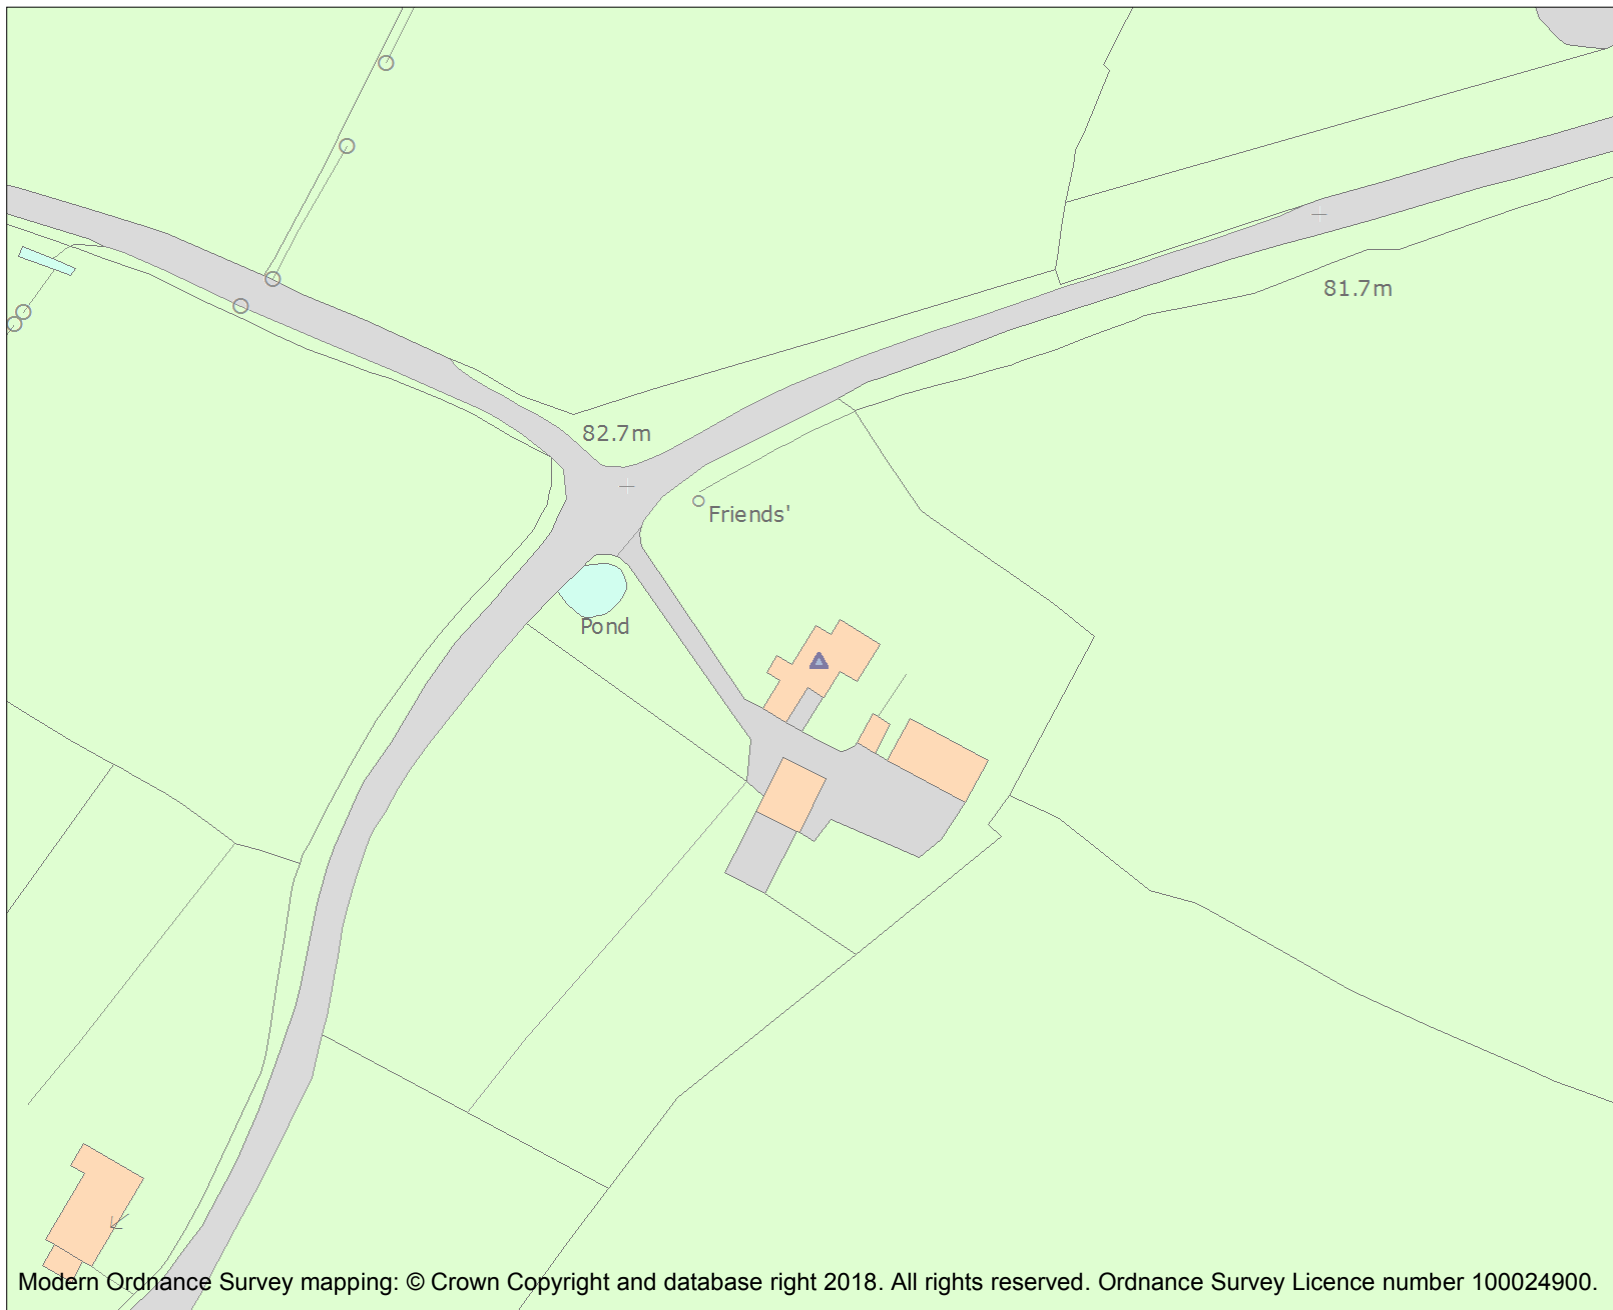 81.7m
82.7m
Friends'
Pond
Modern Ordnance Survey mapping: © Crown Copyright and database right 2018. All rights reserved. Ordnance Survey Licence number 100024900.